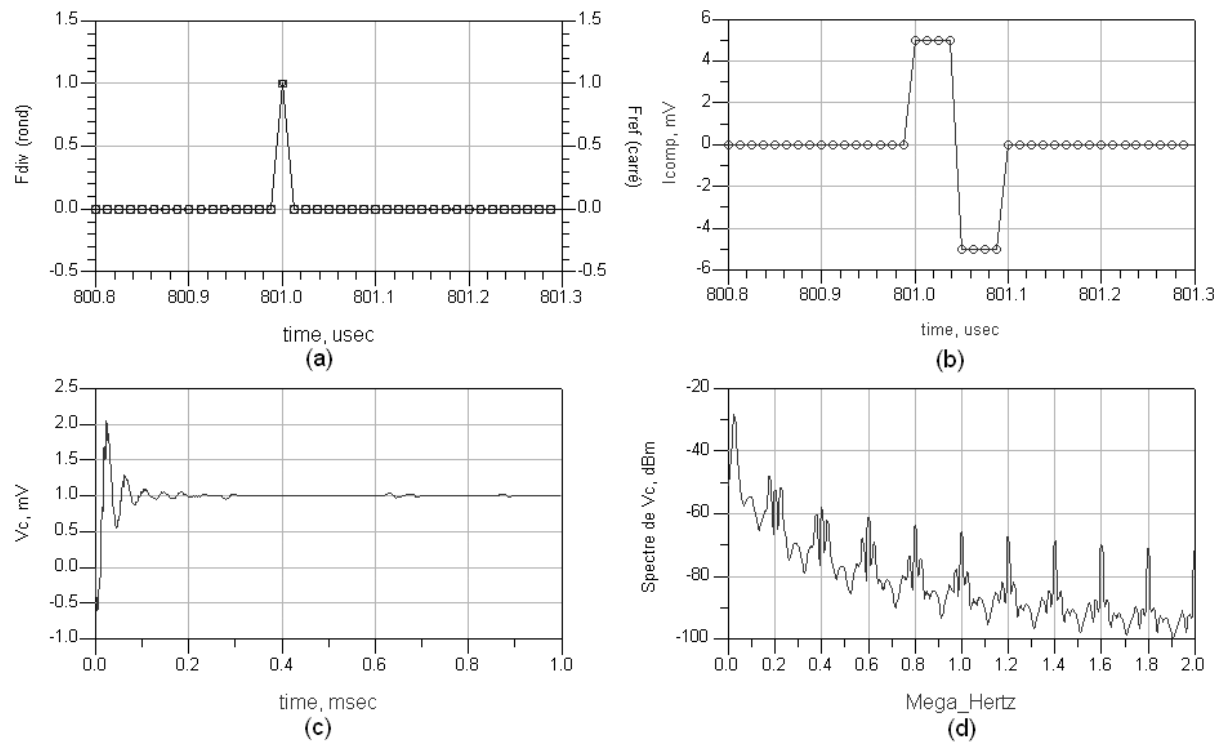 1.5
1.0
0.5
0.0
-0.5
Fdiv (rond)
1.5
1.0
0.5
0.0
-0.5
Fref (carré)
800.8 800.9 801.0 801.1 801.2 801.3
time, usec
(a)
6
4
2
0
-2
-4
-6
Icomp, mV
800.8 800.9 801.0 801.1 801.2 801.3
time, usec
(b)
2.5
2.0
1.5
1.0
0.5
0.0
-0.5
-1.0
Vc, mV
0.0 0.2 0.4 0.6 0.8 1.0
time, msec
(c)
-20
-40
-60
-80
-100
Spectre de Vc, dBm
0.0 0.2 0.4 0.6 0.8 1.0 1.2 1.4 1.6 1.8 2.0
Mega_Hertz
(d)